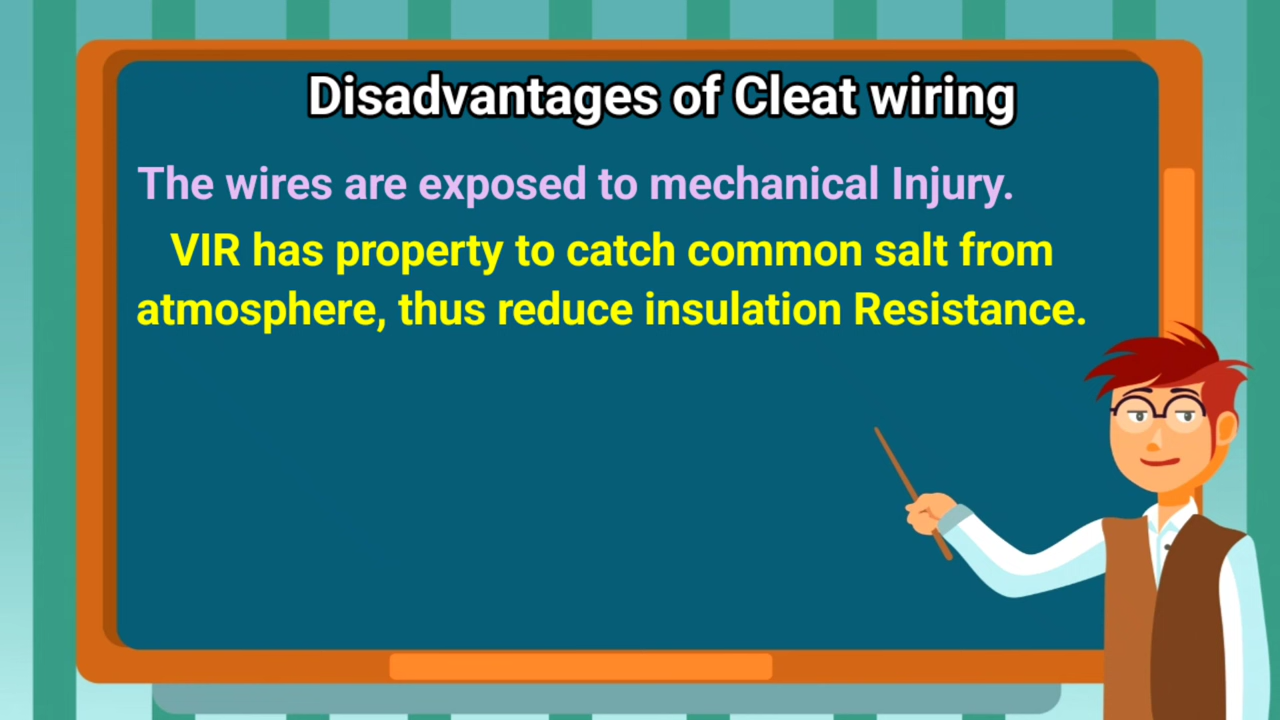 Disadvantages of Cleat wiring
The wires are exposed to mechanical Injury.
VIR has property to catch common salt from
atmosphere, thus reduce insulation Resistance.